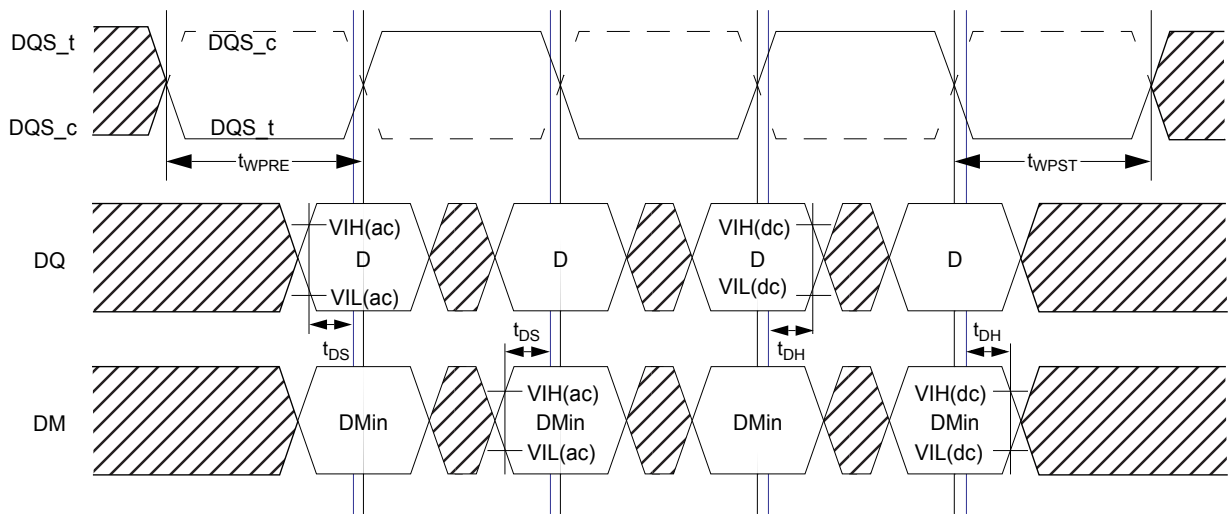 DQS_t
DQS_c
DQS_c
DQS_t
tWPRE
tWPST
DQ
VIH(ac)
D
VIL(ac)
D
VIH(dc)
D
VIL(dc)
D
tDS
tDS
tDH
tDH
DM
DMin
VIH(ac)
DMin
VIL(ac)
DMin
VIH(dc)
DMin
VIL(dc)